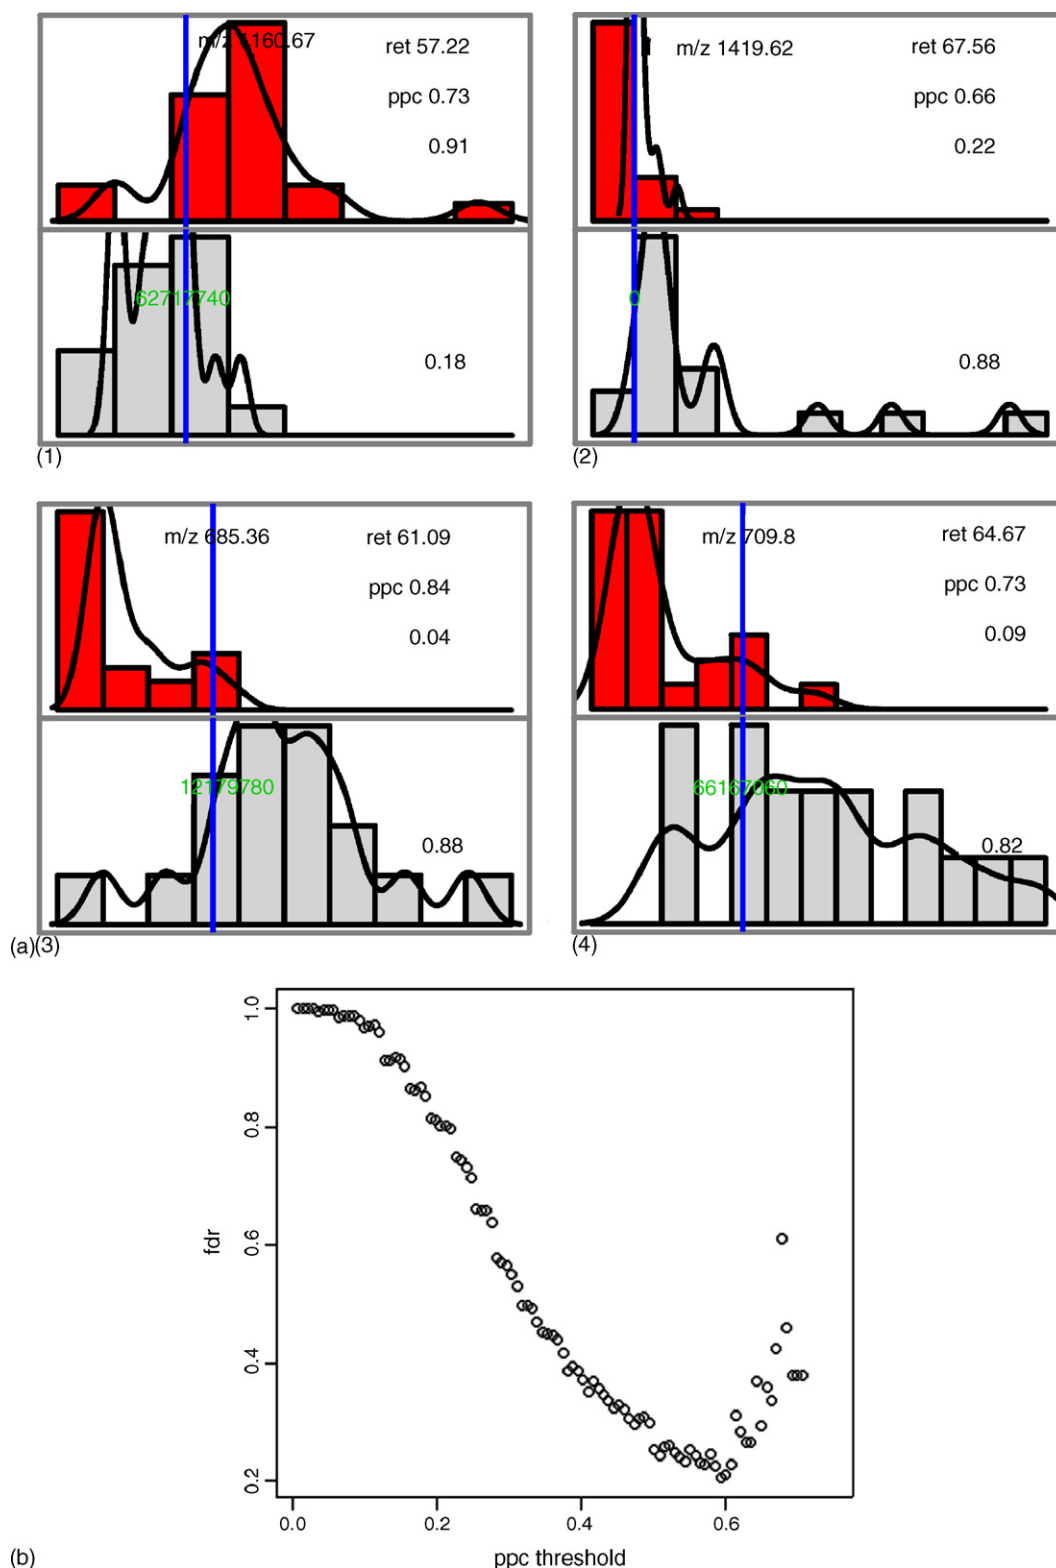 m/z 1160.67
ret 57.22
ppc 0.73
0.91
62717740
0.18
(1)
m/z 1419.62
ret 67.56
ppc 0.66
0.22
0
0.88
(2)
m/z 685.36
ret 61.09
ppc 0.84
0.04
12179780
0.88
(a)(3)
m/z 709.8
ret 64.67
ppc 0.73
0.09
66167060
0.82
(4)
1.0
0.8
0.6
0.4
0.2
fdr
0.0 0.2 0.4 0.6
ppc threshold
(b)